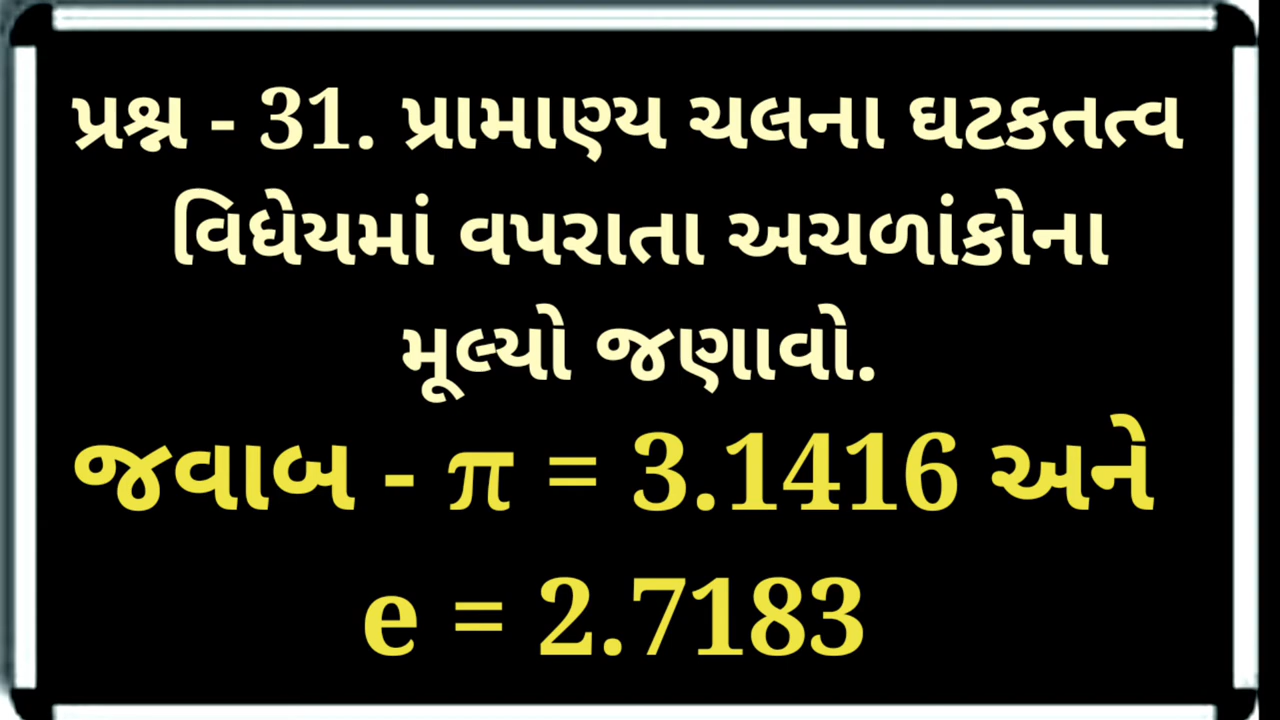 પ્રશ્ન - 31. પ્રામાણ્ય ચલના ઘટકતત્વ
વિધેયમાં વપરાતા અચળાંકોના
મૂલ્યો જણાવો.
જવાબ - π = 3.1416 અને
e = 2.7183